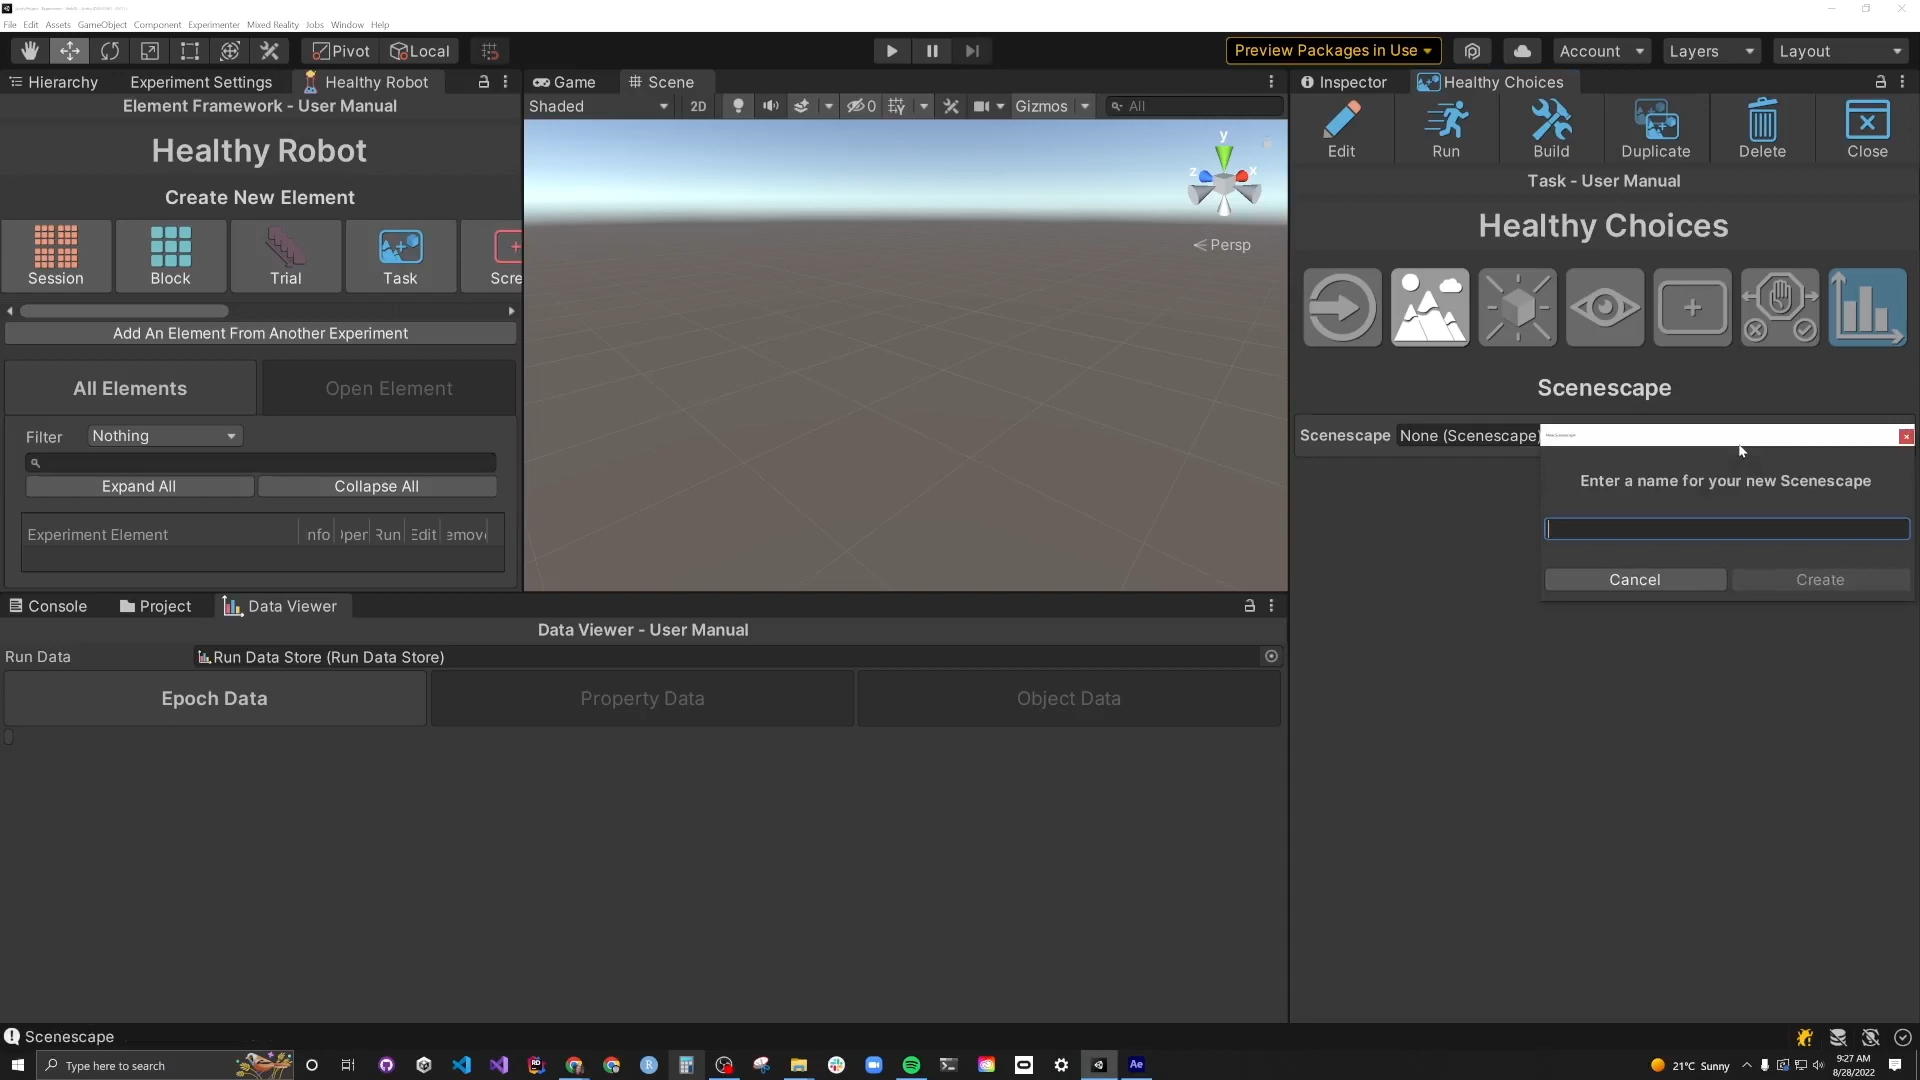 File Edit Assets GameObject Component Experimenter Mixed Reality Jobs Window Help
Pivot Local Preview Packages in Use Account Layers Layout
Hierarchy Experiment Settings Healthy Robot
Element Framework - User Manual
Healthy Robot
Create New Element
Session Block Trial Task Scre
Add An Element From Another Experiment
All Elements Open Element
Filter Nothing
Expand All Collapse All
Experiment Element nfo Run Edit
Game Scene
Shaded 2D 0 Gizmos All
y
z x
Persp
Inspector Healthy Choices
Edit Run Build Duplicate Delete Close
Task - User Manual
Healthy Choices
Scenescape
Scenescape None (Scenescape)
Enter a name for your new Scenescape
Cancel Create
Console Project Data Viewer
Data Viewer - User Manual
Run Data Run Data Store (Run Data Store)
Epoch Data Property Data Object Data
Scenescape
Type here to search
Ae
21°C Sunny
9:27 AM
8/28/2022